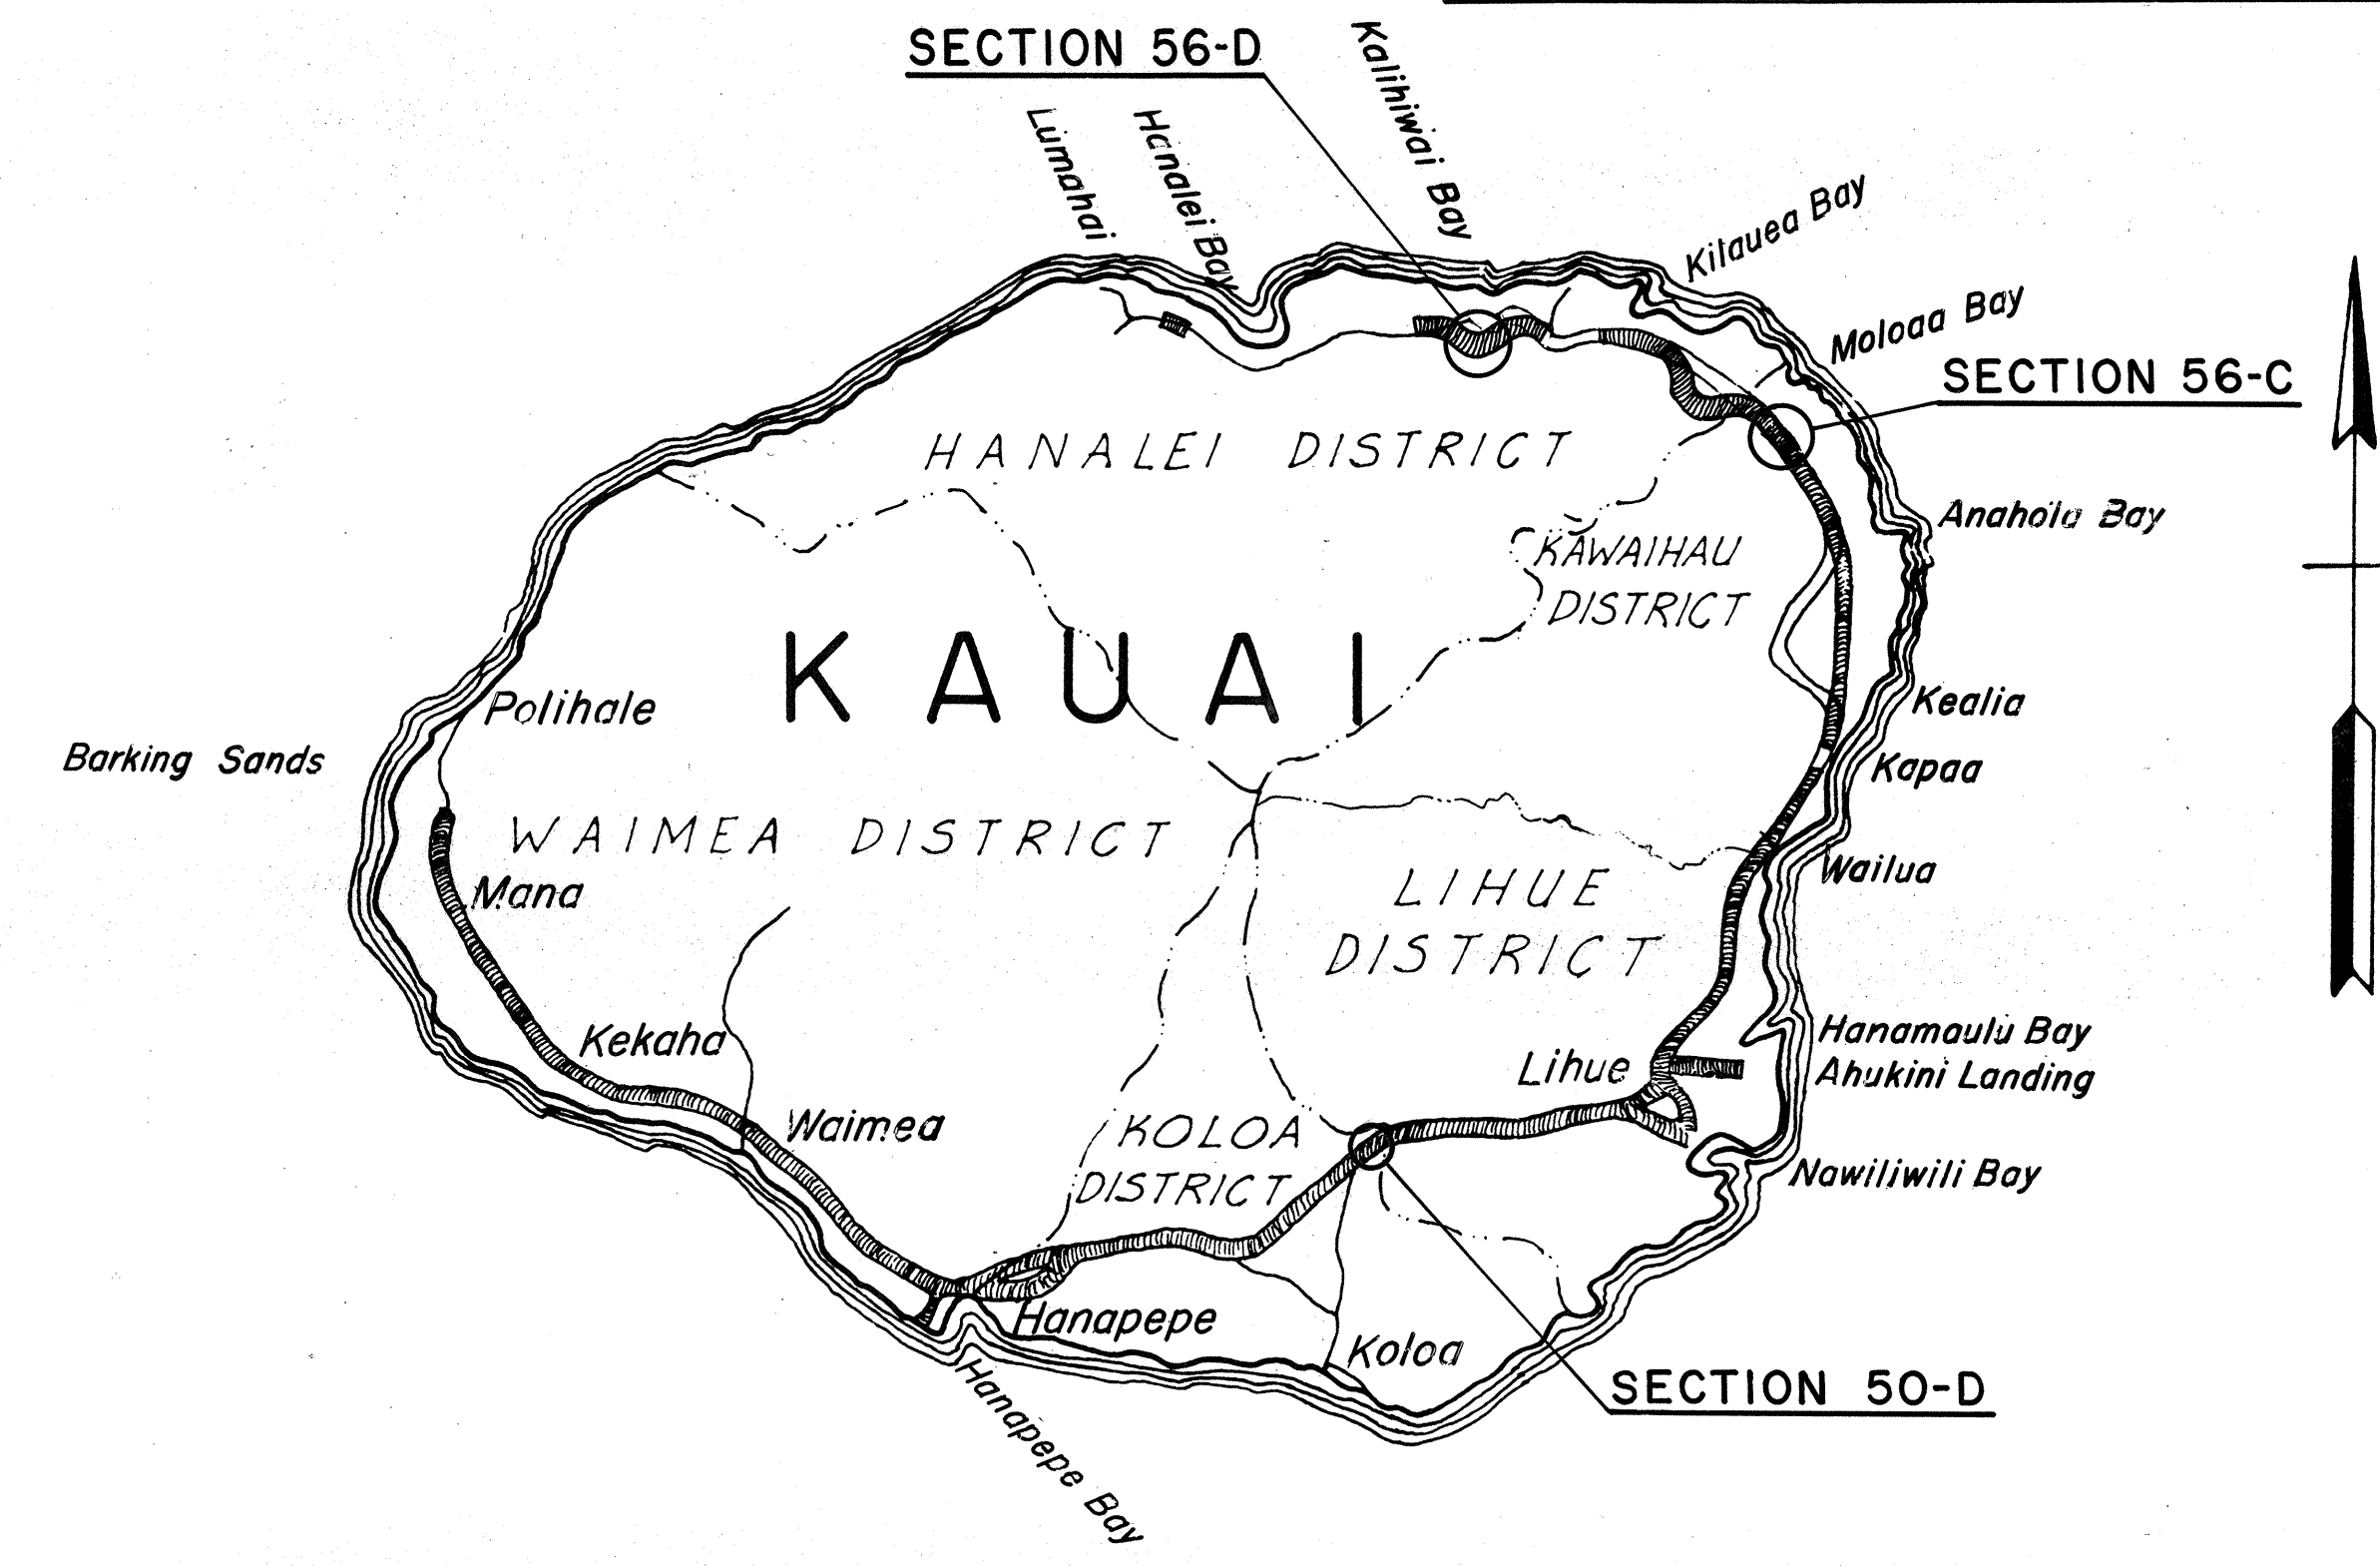 SECTION 56-D
Kalihiwai Bay
Lumahai
Hanalei Bay
Kilauea Bay
Moloaa Bay
SECTION 56-C
HANALEI DISTRICT
Anahola Bay
KAWAIHAU
DISTRICT
KAUAI
Polihale
Kealia
Barking Sands
Kapaa
WAIMEA DISTRICT
Mana
Wailua
LIHUE
DISTRICT
Kekaha
Hanamaulu Bay
Lihue
Ahukini Landing
Waimea
KOLOA
DISTRICT
Nawiliwili Bay
Hanapepe
Koloa
SECTION 50-D
Hanapepe Bay